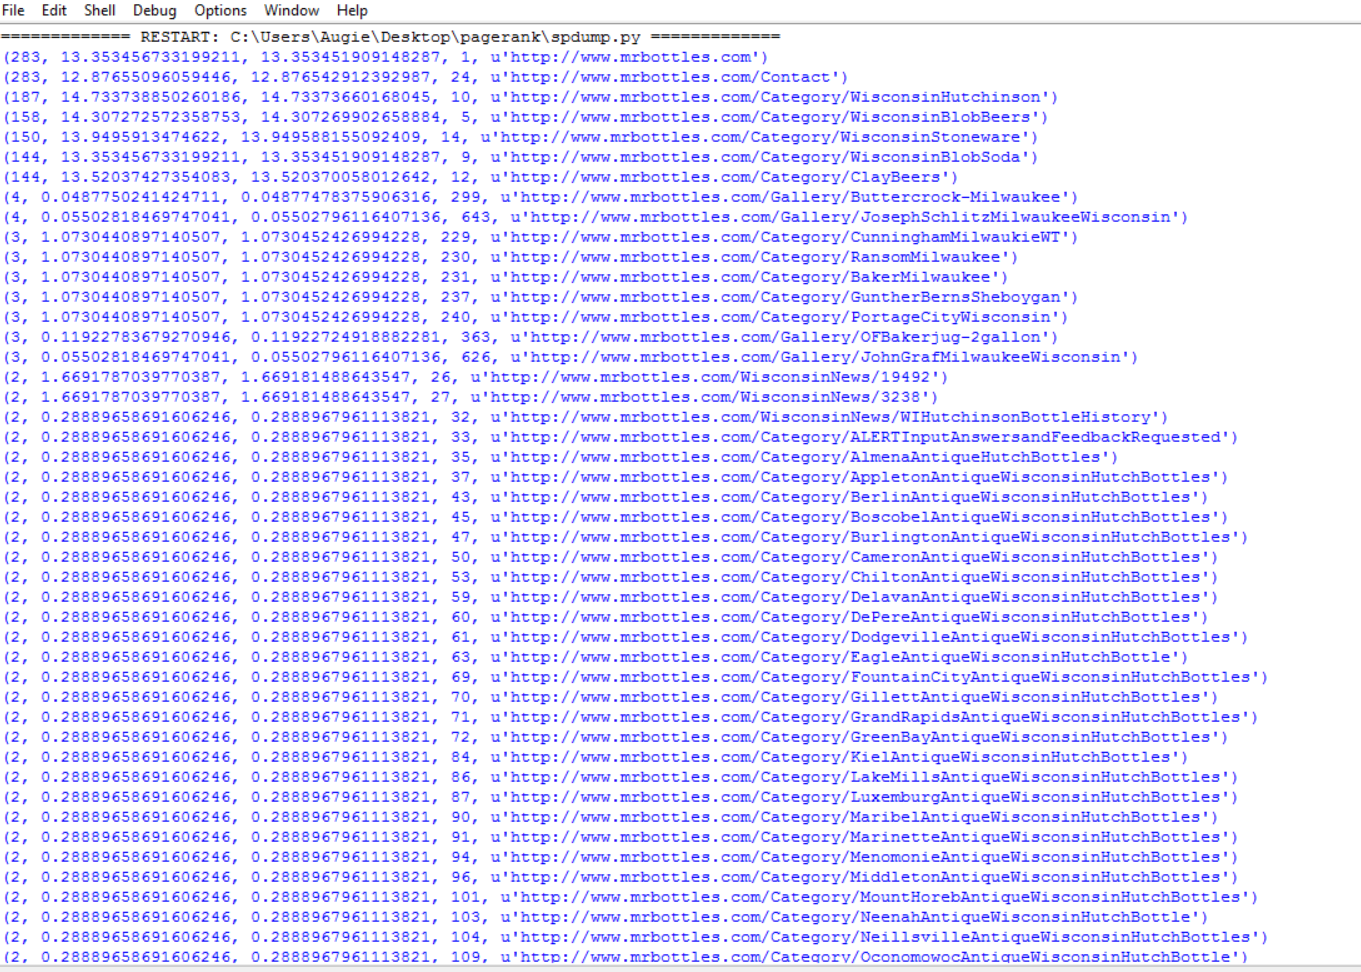 File Edit Shell Debug Options Window Help
============= RESTART: C:\Users\Augie\Desktop\pagerank\spdump.py =============
(283, 13.353456733199211, 13.353451909148287, 1, u'http://www.mrbottles.com')
(283, 12.87655096059446, 12.876542912392987, 24, u'http://www.mrbottles.com/Contact')
(187, 14.733738850260186, 14.73373660168045, 10, u'http://www.mrbottles.com/Category/WisconsinHutchinson')
(158, 14.307272572358753, 14.307269902658884, 5, u'http://www.mrbottles.com/Category/WisconsinBlobBeers')
(150, 13.9495913474622, 13.949588155092409, 14, u'http://www.mrbottles.com/Category/WisconsinStoneware')
(144, 13.353456733199211, 13.353451909148287, 9, u'http://www.mrbottles.com/Category/WisconsinBlobSoda')
(144, 13.52037427354083, 13.520370058012642, 12, u'http://www.mrbottles.com/Category/ClayBeers')
(4, 0.0487750241424711, 0.04877478375906316, 299, u'http://www.mrbottles.com/Gallery/Buttercrock-Milwaukee')
(4, 0.05502818469747041, 0.05502796116407136, 643, u'http://www.mrbottles.com/Gallery/JosephSchlitzMilwaukeeWisconsin')
(3, 1.0730440897140507, 1.0730452426994228, 229, u'http://www.mrbottles.com/Category/CunninghamMilwaukieWT')
(3, 1.0730440897140507, 1.0730452426994228, 230, u'http://www.mrbottles.com/Category/RansomMilwaukee')
(3, 1.0730440897140507, 1.0730452426994228, 231, u'http://www.mrbottles.com/Category/BakerMilwaukee')
(3, 1.0730440897140507, 1.0730452426994228, 237, u'http://www.mrbottles.com/Category/GuntherBernsSheboygan')
(3, 1.0730440897140507, 1.0730452426994228, 240, u'http://www.mrbottles.com/Category/PortageCityWisconsin')
(3, 0.11922783679270946, 0.11922724918882281, 363, u'http://www.mrbottles.com/Gallery/OFBakerjug-2gallon')
(3, 0.05502818469747041, 0.05502796116407136, 626, u'http://www.mrbottles.com/Gallery/JohnGrafMilwaukeeWisconsin')
(2, 1.6691787039770387, 1.669181488643547, 26, u'http://www.mrbottles.com/WisconsinNews/19492')
(2, 1.6691787039770387, 1.669181488643547, 27, u'http://www.mrbottles.com/WisconsinNews/3238')
(2, 0.28889658691606246, 0.2888967961113821, 32, u'http://www.mrbottles.com/WisconsinNews/WIHutchinsonBottleHistory')
(2, 0.28889658691606246, 0.2888967961113821, 33, u'http://www.mrbottles.com/Category/ALERTInputAnswersandFeedbackRequested')
(2, 0.28889658691606246, 0.2888967961113821, 35, u'http://www.mrbottles.com/Category/AlmenaAntiqueHutchBottles')
(2, 0.28889658691606246, 0.2888967961113821, 37, u'http://www.mrbottles.com/Category/AppletonAntiqueWisconsinHutchBottles')
(2, 0.28889658691606246, 0.2888967961113821, 43, u'http://www.mrbottles.com/Category/BerlinAntiqueWisconsinHutchBottles')
(2, 0.28889658691606246, 0.2888967961113821, 45, u'http://www.mrbottles.com/Category/BoscobelAntiqueWisconsinHutchBottles')
(2, 0.28889658691606246, 0.2888967961113821, 47, u'http://www.mrbottles.com/Category/BurlingtonAntiqueWisconsinHutchBottles')
(2, 0.28889658691606246, 0.2888967961113821, 50, u'http://www.mrbottles.com/Category/CameronAntiqueWisconsinHutchBottles')
(2, 0.28889658691606246, 0.2888967961113821, 53, u'http://www.mrbottles.com/Category/ChiltonAntiqueWisconsinHutchBottles')
(2, 0.28889658691606246, 0.2888967961113821, 59, u'http://www.mrbottles.com/Category/DelavanAntiqueWisconsinHutchBottles')
(2, 0.28889658691606246, 0.2888967961113821, 60, u'http://www.mrbottles.com/Category/DePereAntiqueWisconsinHutchBottles')
(2, 0.28889658691606246, 0.2888967961113821, 61, u'http://www.mrbottles.com/Category/DodgevilleAntiqueWisconsinHutchBottles')
(2, 0.28889658691606246, 0.2888967961113821, 63, u'http://www.mrbottles.com/Category/EagleAntiqueWisconsinHutchBottle')
(2, 0.28889658691606246, 0.2888967961113821, 69, u'http://www.mrbottles.com/Category/FountainCityAntiqueWisconsinHutchBottles')
(2, 0.28889658691606246, 0.2888967961113821, 70, u'http://www.mrbottles.com/Category/GillettAntiqueWisconsinHutchBottles')
(2, 0.28889658691606246, 0.2888967961113821, 71, u'http://www.mrbottles.com/Category/GrandRapidsAntiqueWisconsinHutchBottles')
(2, 0.28889658691606246, 0.2888967961113821, 72, u'http://www.mrbottles.com/Category/GreenBayAntiqueWisconsinHutchBottles')
(2, 0.28889658691606246, 0.2888967961113821, 84, u'http://www.mrbottles.com/Category/KielAntiqueWisconsinHutchBottles')
(2, 0.28889658691606246, 0.2888967961113821, 86, u'http://www.mrbottles.com/Category/LakeMillsAntiqueWisconsinHutchBottles')
(2, 0.28889658691606246, 0.2888967961113821, 87, u'http://www.mrbottles.com/Category/LuxemburgAntiqueWisconsinHutchBottles')
(2, 0.28889658691606246, 0.2888967961113821, 90, u'http://www.mrbottles.com/Category/MaribelAntiqueWisconsinHutchBottles')
(2, 0.28889658691606246, 0.2888967961113821, 91, u'http://www.mrbottles.com/Category/MarinetteAntiqueWisconsinHutchBottles')
(2, 0.28889658691606246, 0.2888967961113821, 94, u'http://www.mrbottles.com/Category/MenomonieAntiqueWisconsinHutchBottles')
(2, 0.28889658691606246, 0.2888967961113821, 96, u'http://www.mrbottles.com/Category/MiddletonAntiqueWisconsinHutchBottles')
(2, 0.28889658691606246, 0.2888967961113821, 101, u'http://www.mrbottles.com/Category/MountHorebAntiqueWisconsinHutchBottles')
(2, 0.28889658691606246, 0.2888967961113821, 103, u'http://www.mrbottles.com/Category/NeenahAntiqueWisconsinHutchBottle')
(2, 0.28889658691606246, 0.2888967961113821, 104, u'http://www.mrbottles.com/Category/NeillsvilleAntiqueWisconsinHutchBottles')
(2, 0.28889658691606246, 0.2888967961113821, 109, u'http://www.mrbottles.com/Category/OconomowocAntiqueWisconsinHutchBottle')